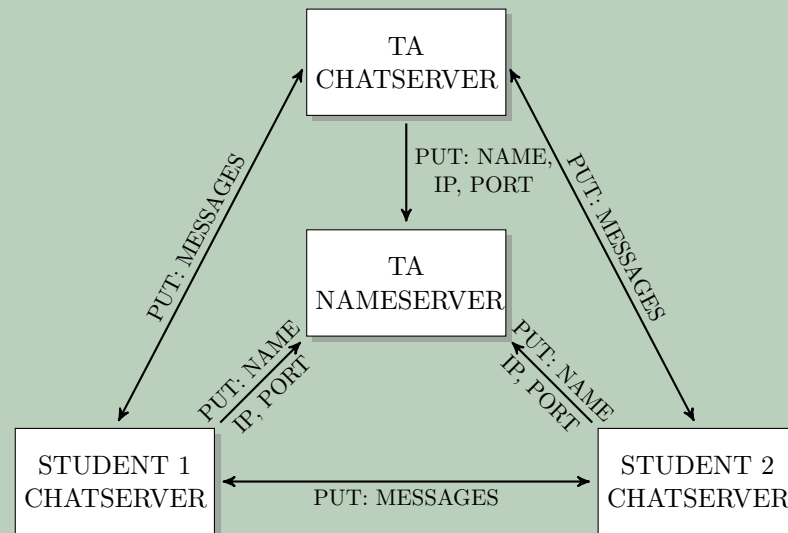 TA
CHATSERVER
PUT: MESSAGES
PUT: NAME,
IP, PORT
PUT: MESSAGES
TA
NAMESERVER
PUT: NAME
IP, PORT
PUT: NAME
IP, PORT
STUDENT 1
CHATSERVER
PUT: MESSAGES
STUDENT 2
CHATSERVER